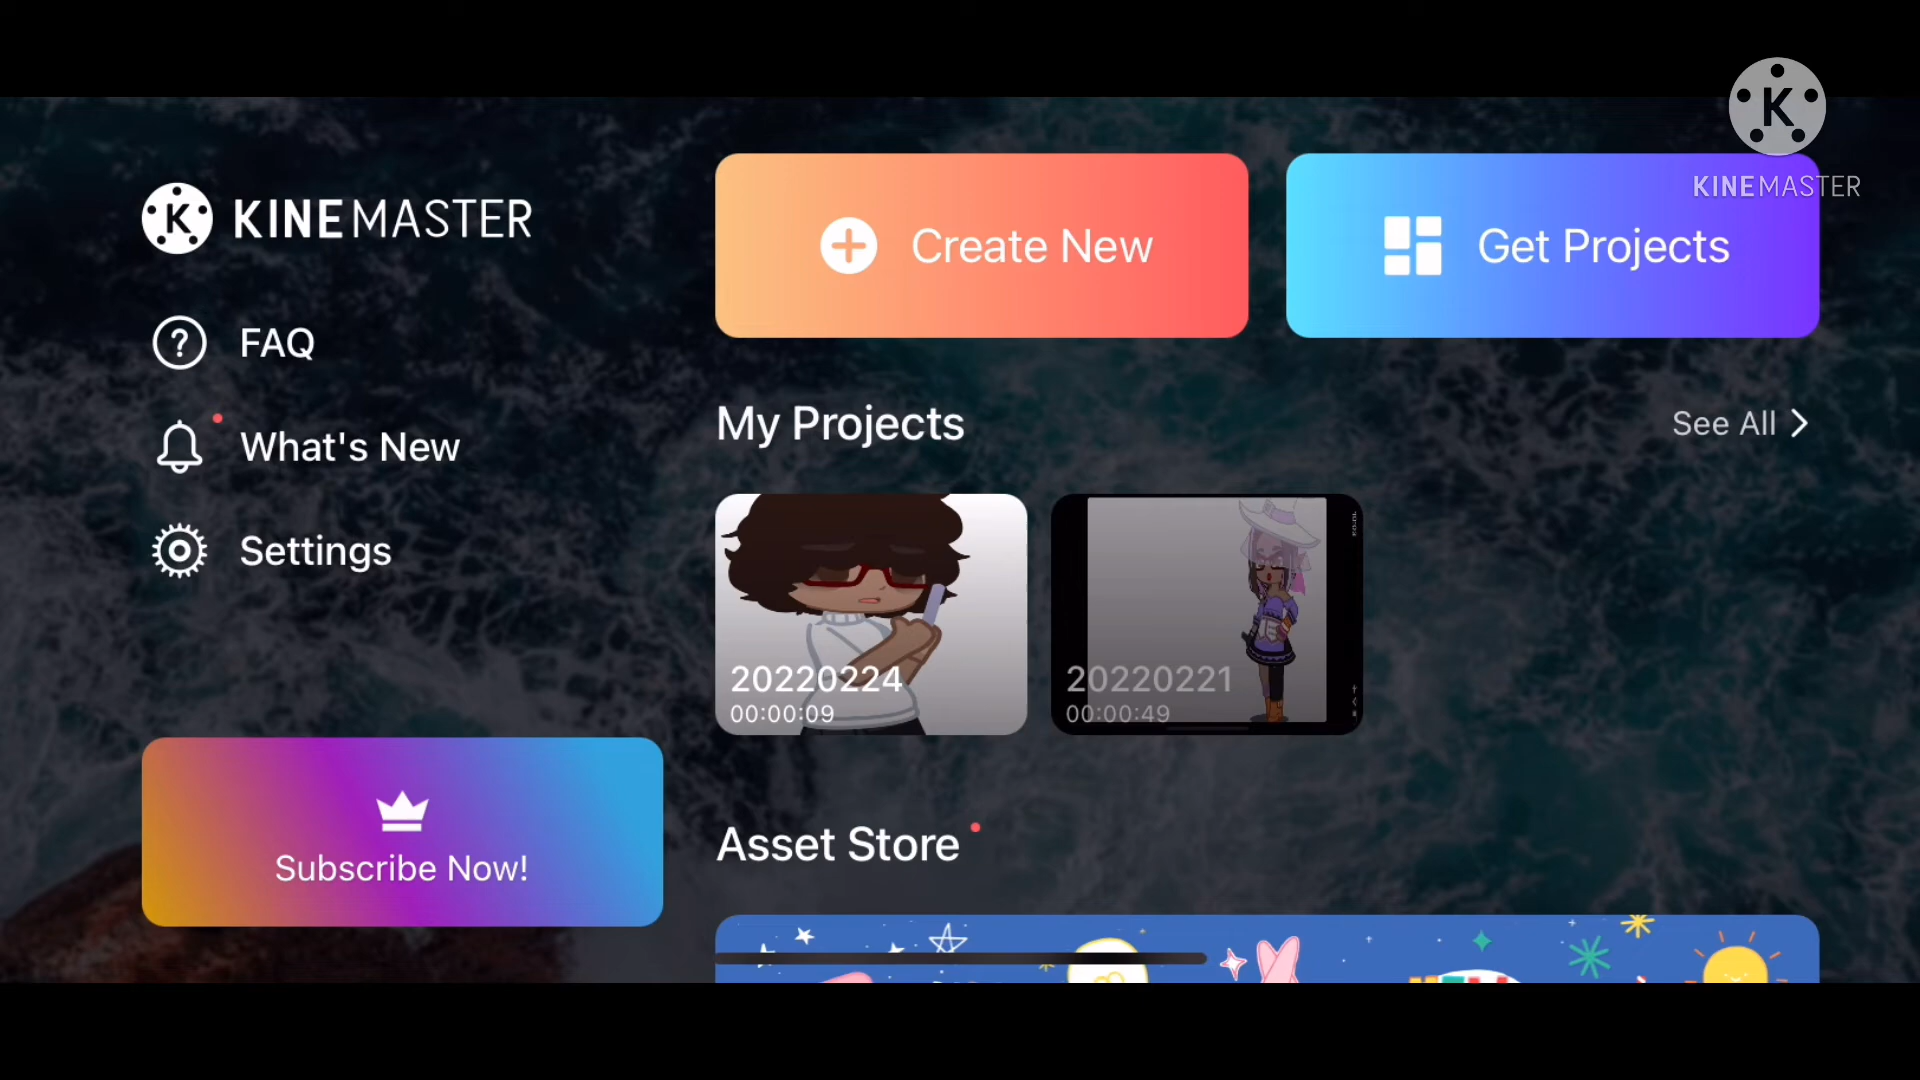 KINEMASTER
KINEMASTER
Create New
Get Projects
FAQ
What's New
Settings
My Projects
See All
20220224
00:00:09
20220221
00:00:49
Subscribe Now!
Asset Store